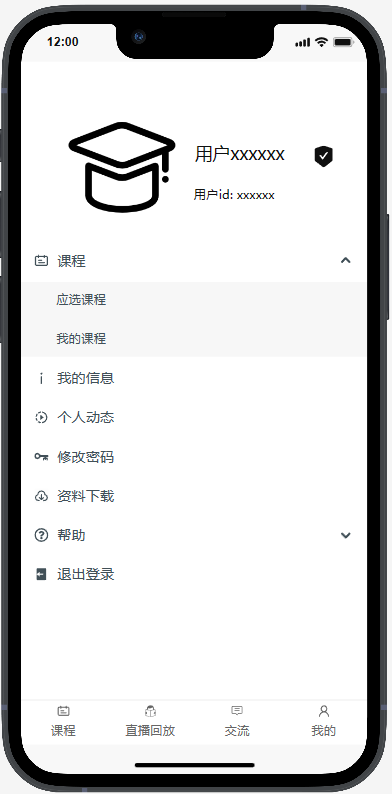 12:00
用户xxxxxx
用户id: xxxxxx
课程
应选课程
我的课程
我的信息
个人动态
修改密码
资料下载
帮助
退出登录
课程 直播回放 交流 我的